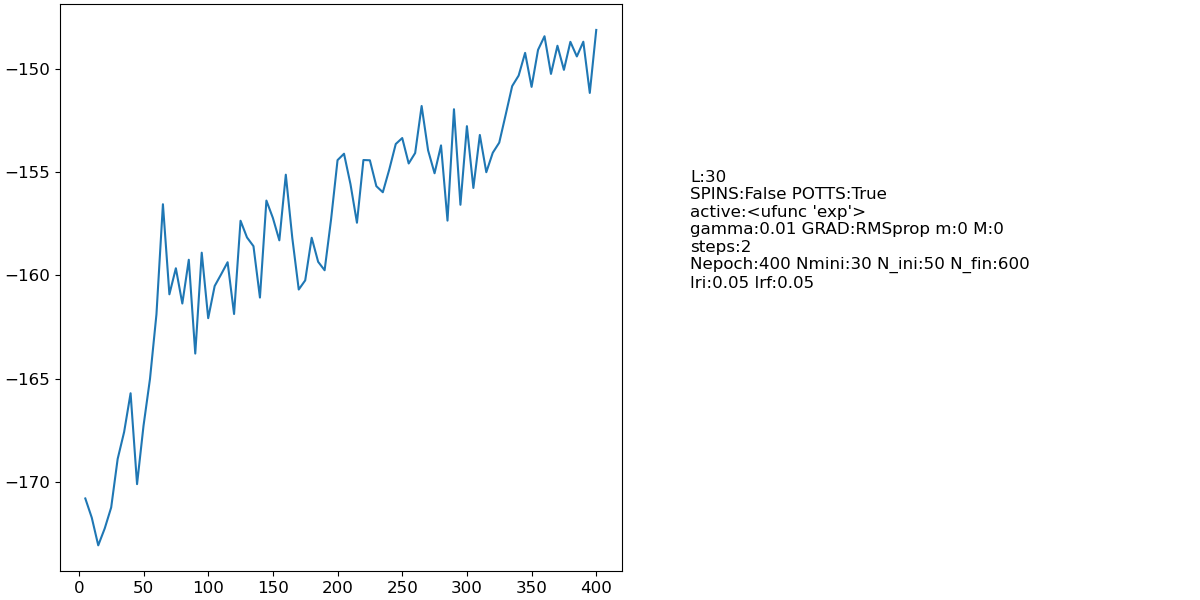 −150
−155
−160
−165
−170
0 50 100 150 200 250 300 350 400
L:30
SPINS:False POTTS:True
active:<ufunc 'exp'>
gamma:0.01 GRAD:RMSprop m:0 M:0
steps:2
Nepoch:400 Nmini:30 N_ini:50 N_fin:600
lri:0.05 lrf:0.05